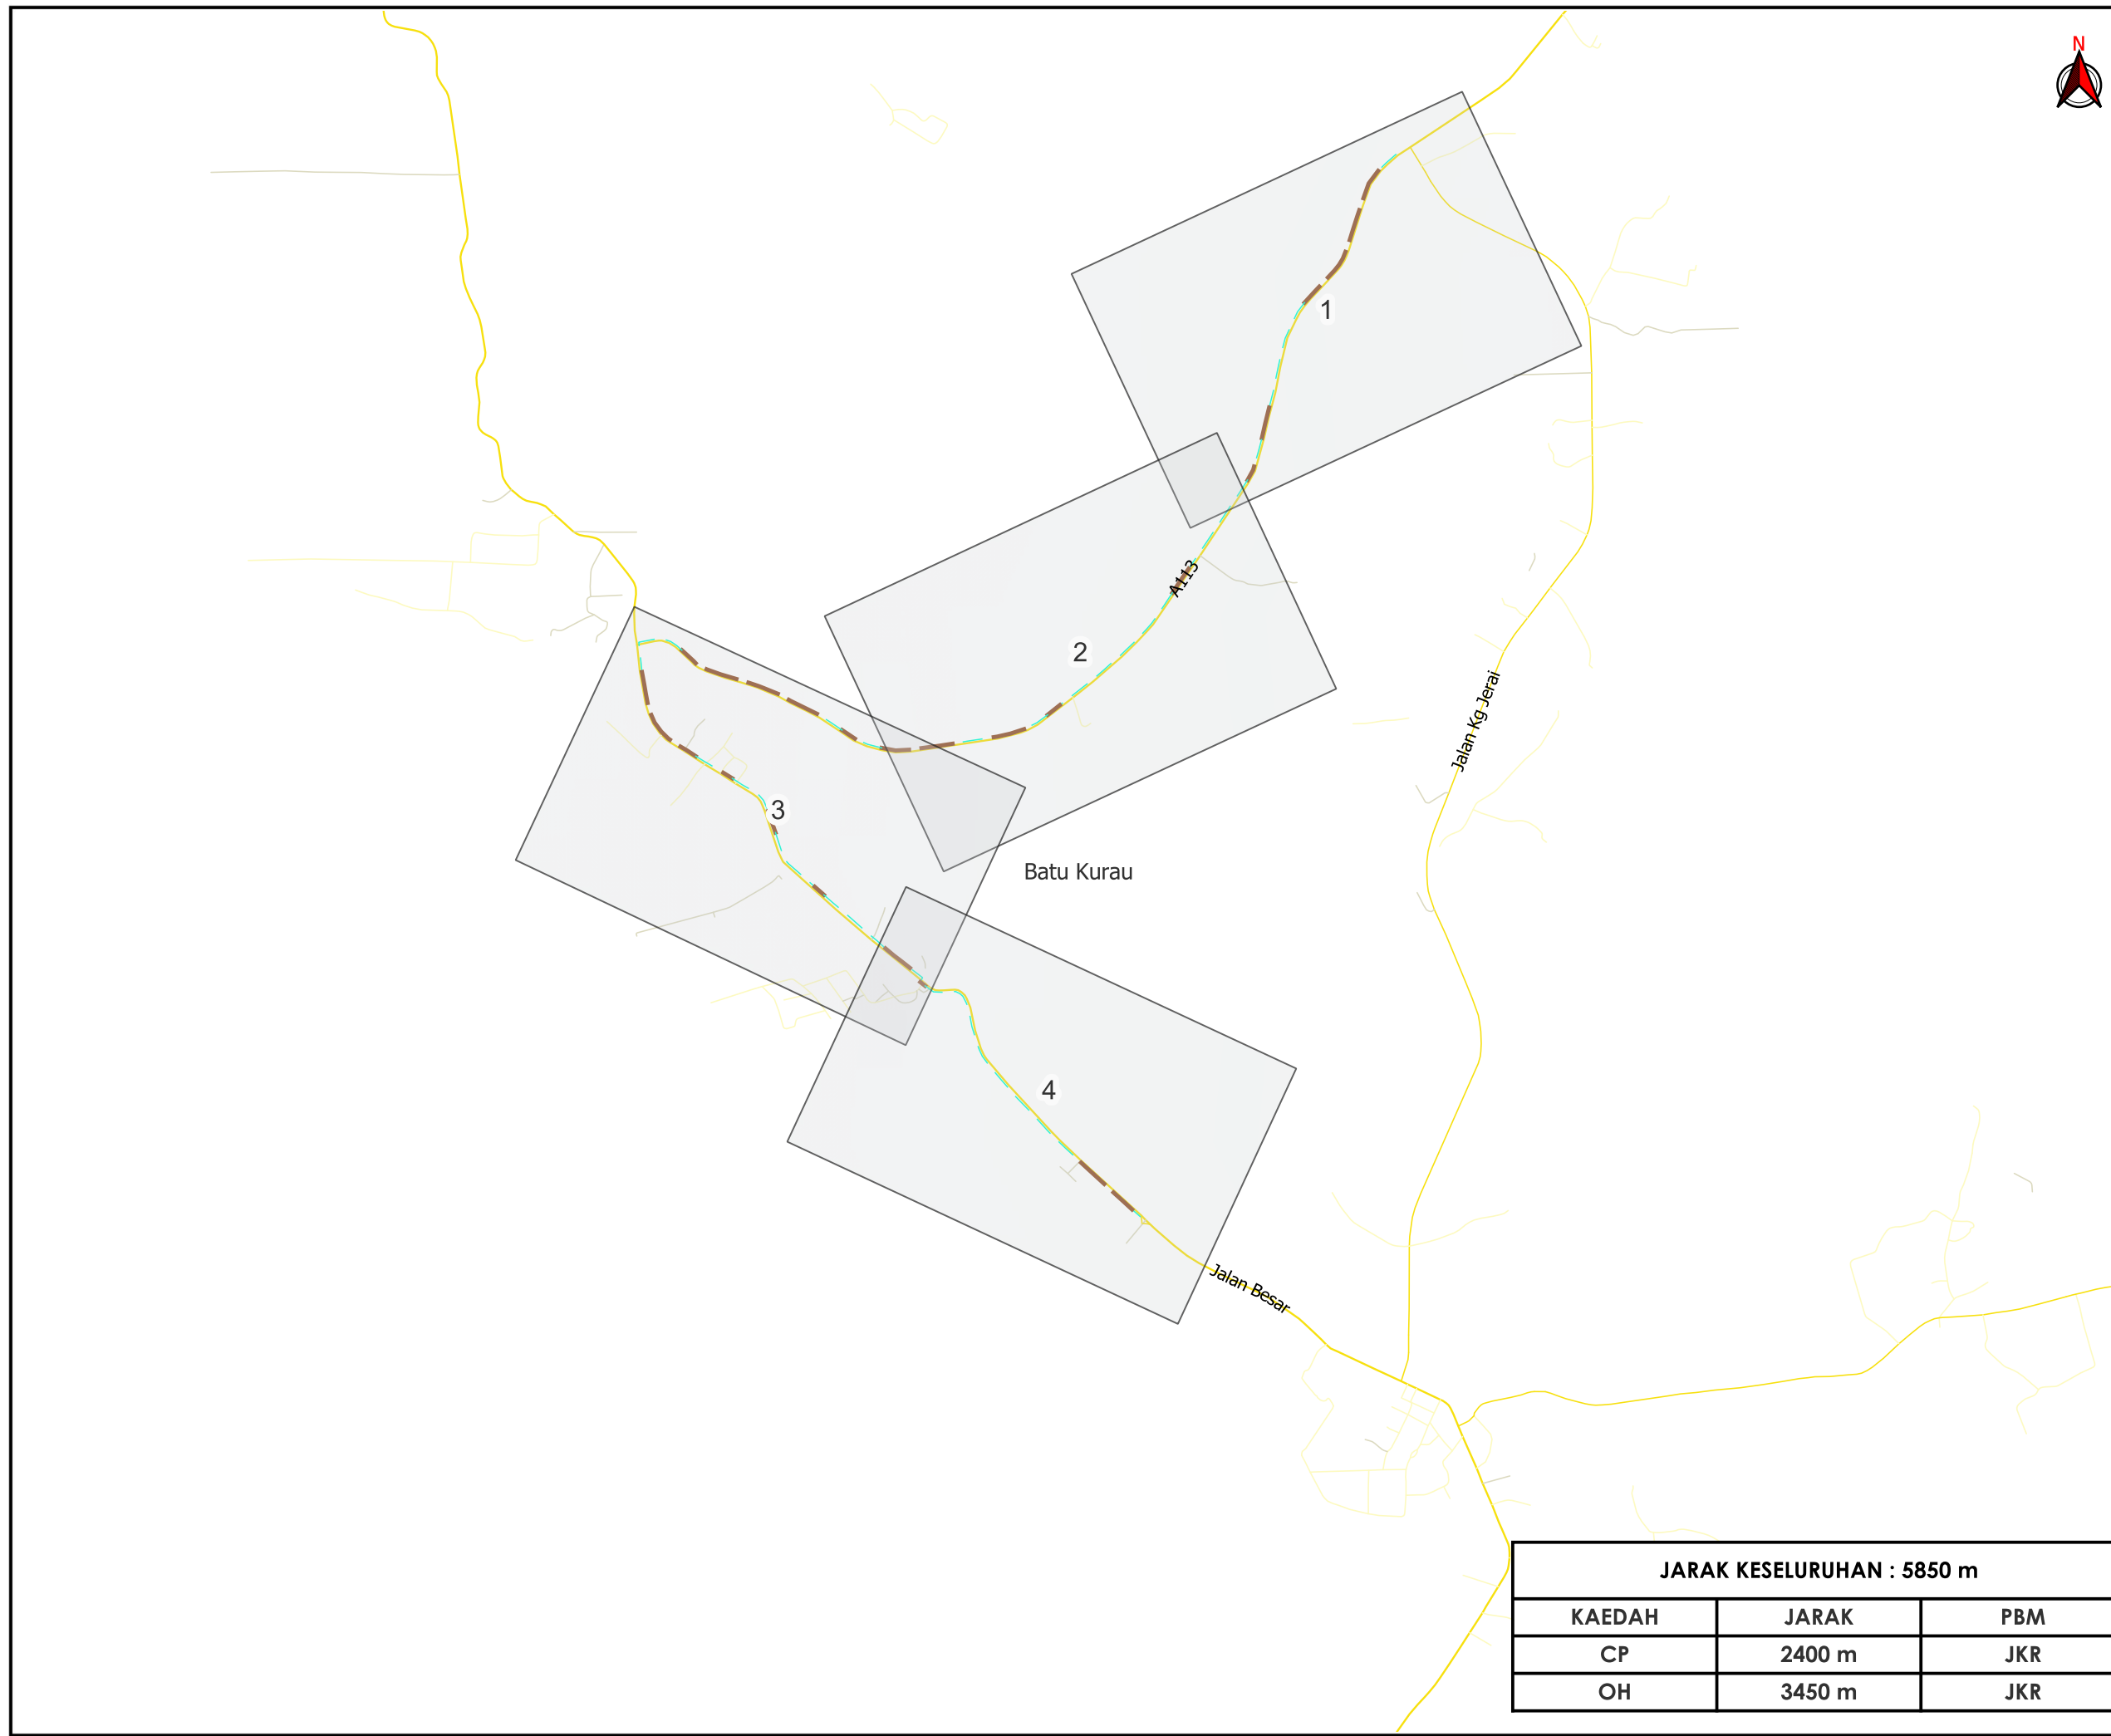 N
1
A113
2
Jalan Kg Jerai
3
Batu Kurau
4
Jalan Besar
JARAK KESELURUHAN : 5850 m
KAEDAH JARAK PBM
CP 2400 m JKR
OH 3450 m JKR